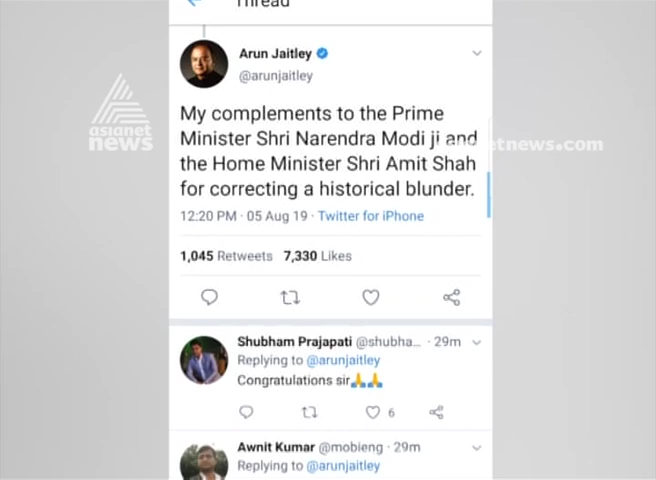 Thread
Arun Jaitley
@arunjaitley
My complements to the Prime
Minister Shri Narendra Modi ji and
the Home Minister Shri Amit Shah
for correcting a historical blunder.
12:20 PM · 05 Aug 19 · Twitter for iPhone
1,045 Retweets 7,330 Likes
Shubham Prajapati @shubha... · 29m
Replying to @arunjaitley
Congratulations sir🙏🙏
6
Awnit Kumar @mobieng · 29m
Replying to @arunjaitley
asianet
news
netnews.com